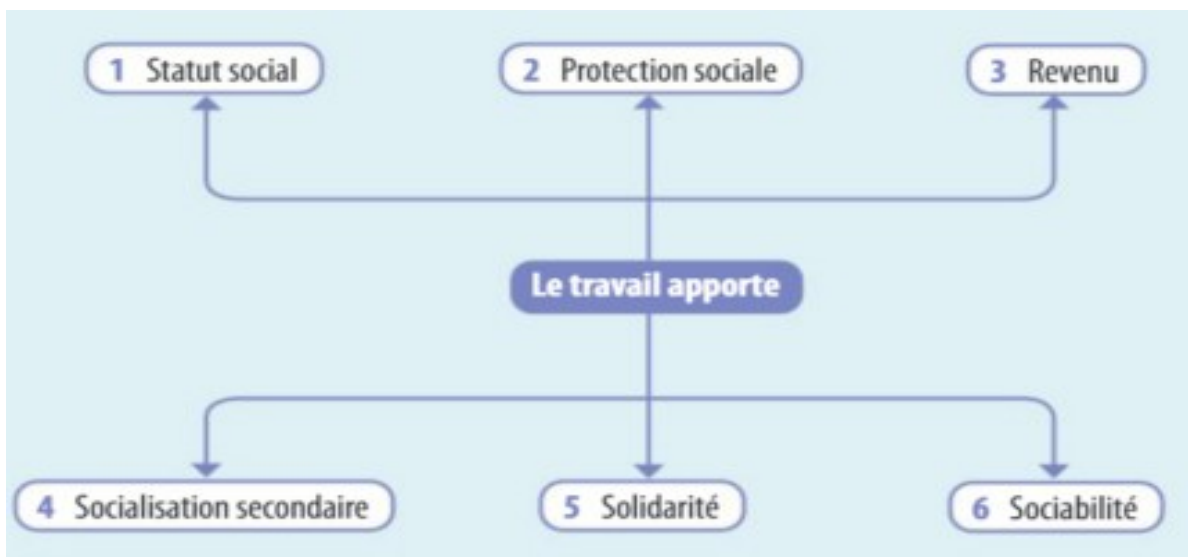 1 Statut social
2 Protection sociale
3 Revenu
Le travail apporte
4 Socialisation secondaire
5 Solidarité
6 Sociabilité